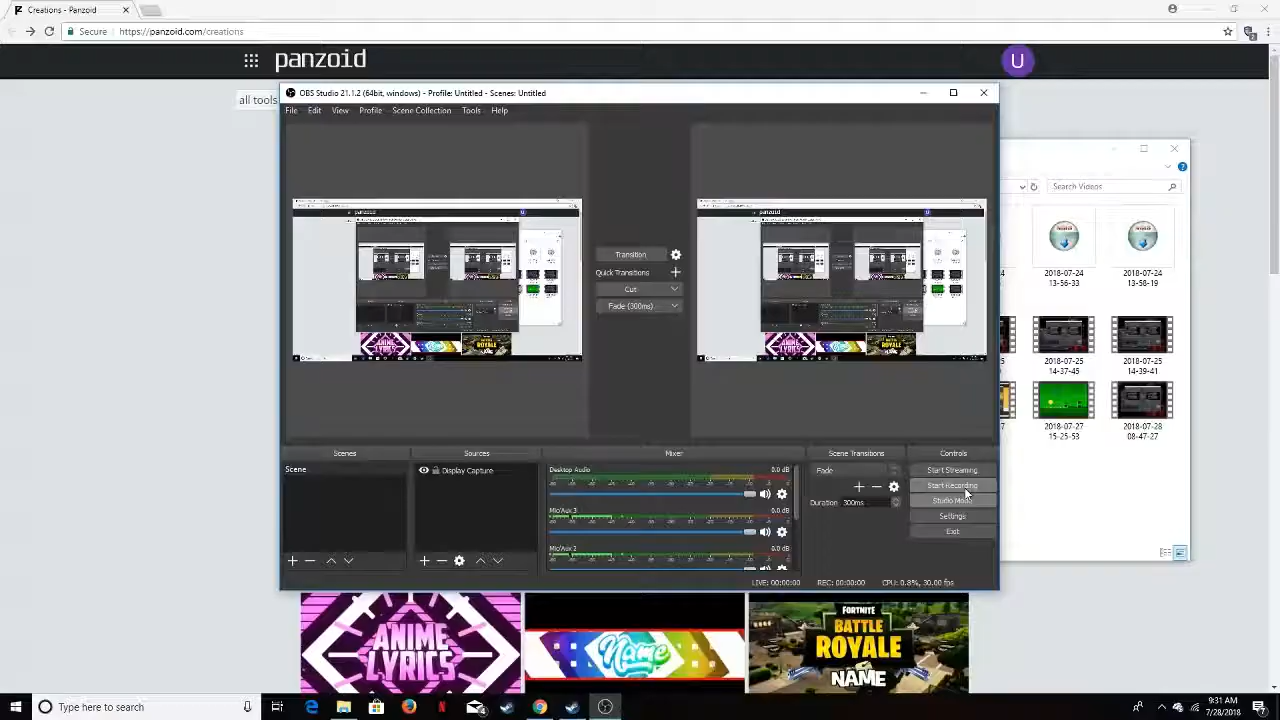 Creations - Panzoid
Secure
https://panzoid.com/creations
panzoid
U
all tools
OBS Studio 21.1.2 (64bit, windows) - Profile: Untitled - Scenes: Untitled
File Edit View Profile Scene Collection Tools Help
Search Videos
panzoid
panzoid
Transition
Quick Transitions
Cut
Fade (300ms)
2018-07-24
13-56-33
2018-07-24
13-58-19
2018-07-25
14-37-45
2018-07-25
14-39-41
2018-07-27
15-25-53
2018-07-28
08-47-27
Scenes
Sources
Mixer
Scene Transitions
Controls
Scene
Display Capture
Desktop Audio
0.0 dB
Mic/Aux 3
0.0 dB
Mic/Aux 2
0.0 dB
Fade
Duration 300ms
Start Streaming
Start Recording
Studio Mode
Settings
Exit
LIVE: 00:00:00
REC: 00:00:00
CPU: 0.8%, 30.00 fps
ANIME
LYRICS
Name
FORTNITE
BATTLE
ROYALE
NAME
Type here to search
9:31 AM
7/28/2018